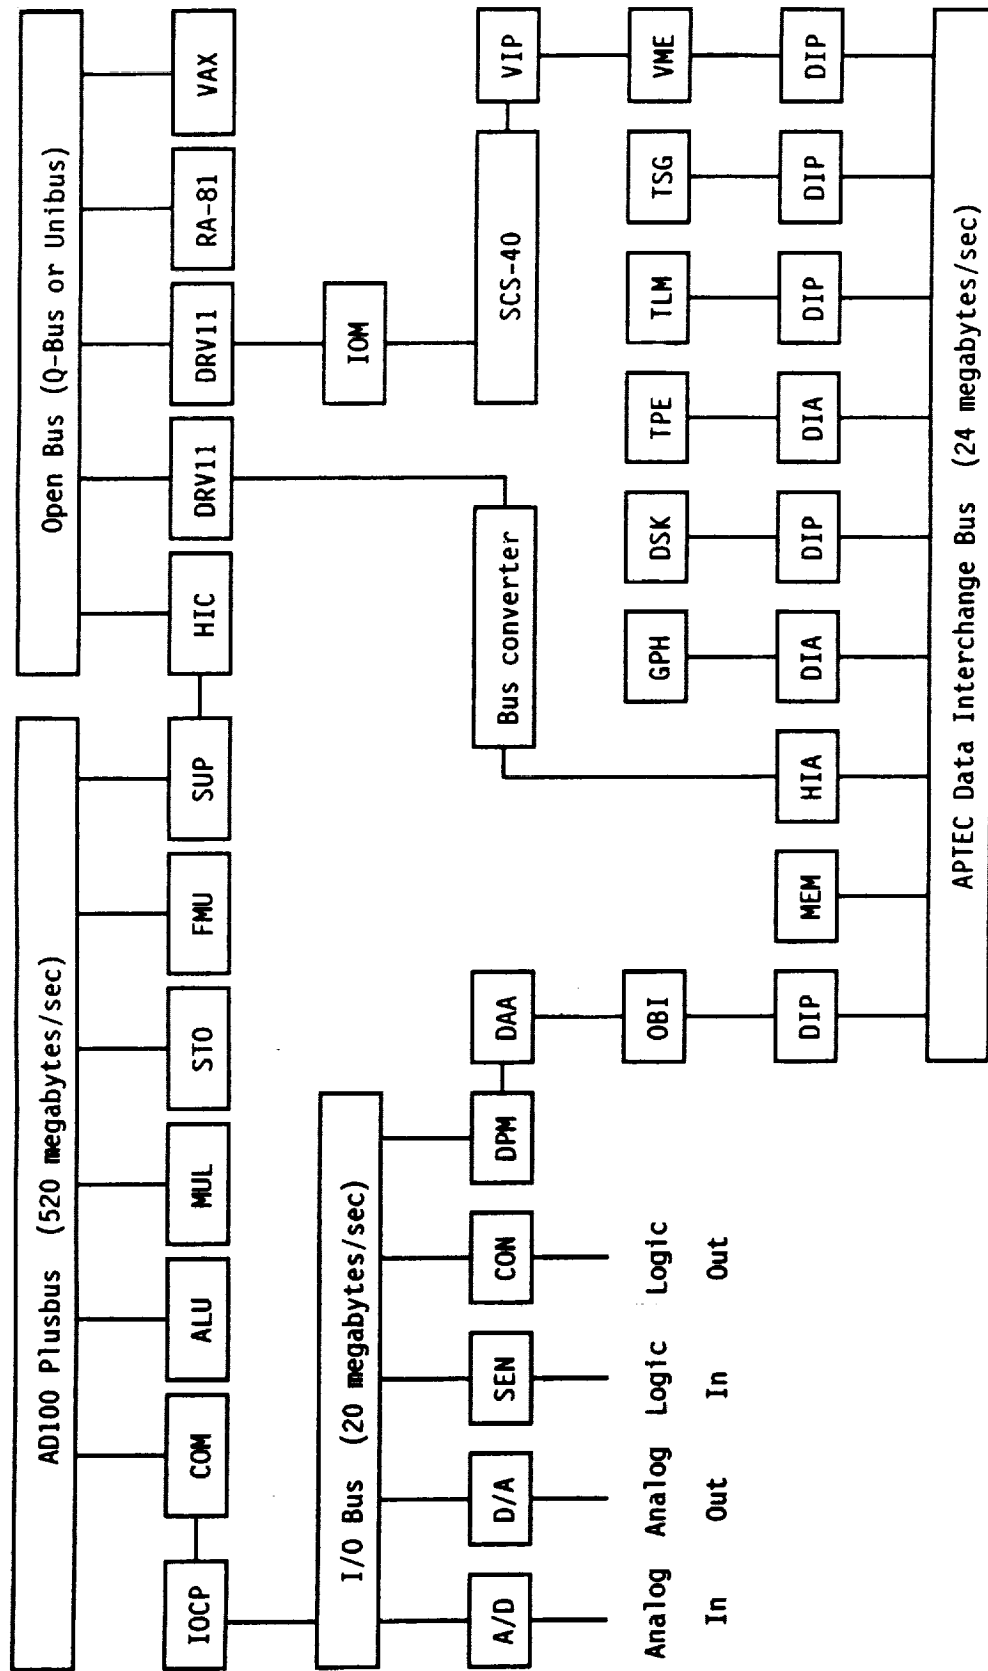 AD100 Plusbus (520 megabytes/sec)
Open Bus (Q-Bus or Unibus)
IOCP
COM
ALU
MUL
STO
FMU
SUP
HIC
DRV11
DRV11
RA-81
VAX
I/O Bus (20 megabytes/sec)
IOM
A/D
D/A
SEN
CON
DPM
DAA
Bus converter
SCS-40
VIP
Analog Analog Logic Logic
In Out In Out
OBI
GPH
DSK
TPE
TLM
TSG
VME
DIP
MEM
HIA
DIA
DIP
DIA
DIP
DIP
DIP
APTEC Data Interchange Bus (24 megabytes/sec)